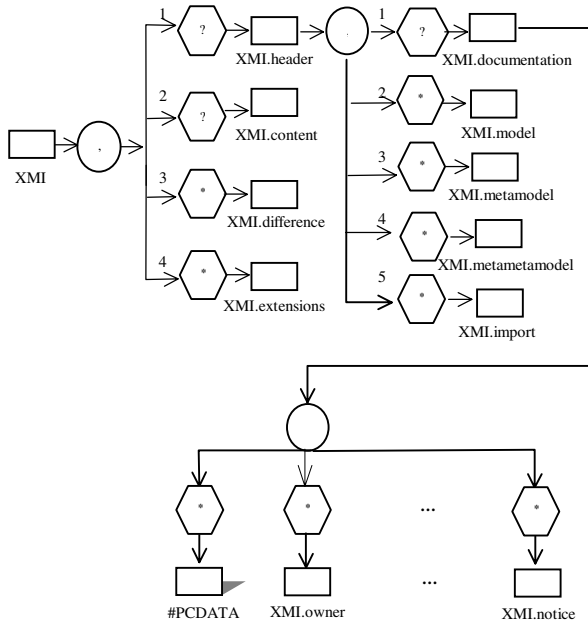 1 ? XMI.header . 1 ? XMI.documentation
2 ? XMI.content 2 * XMI.model
XMI , 3 * XMI.metamodel
3 * XMI.difference 4 * XMI.metametamodel
4 * XMI.extensions 5 * XMI.import
* * ... *
#PCDATA XMI.owner ... XMI.notice